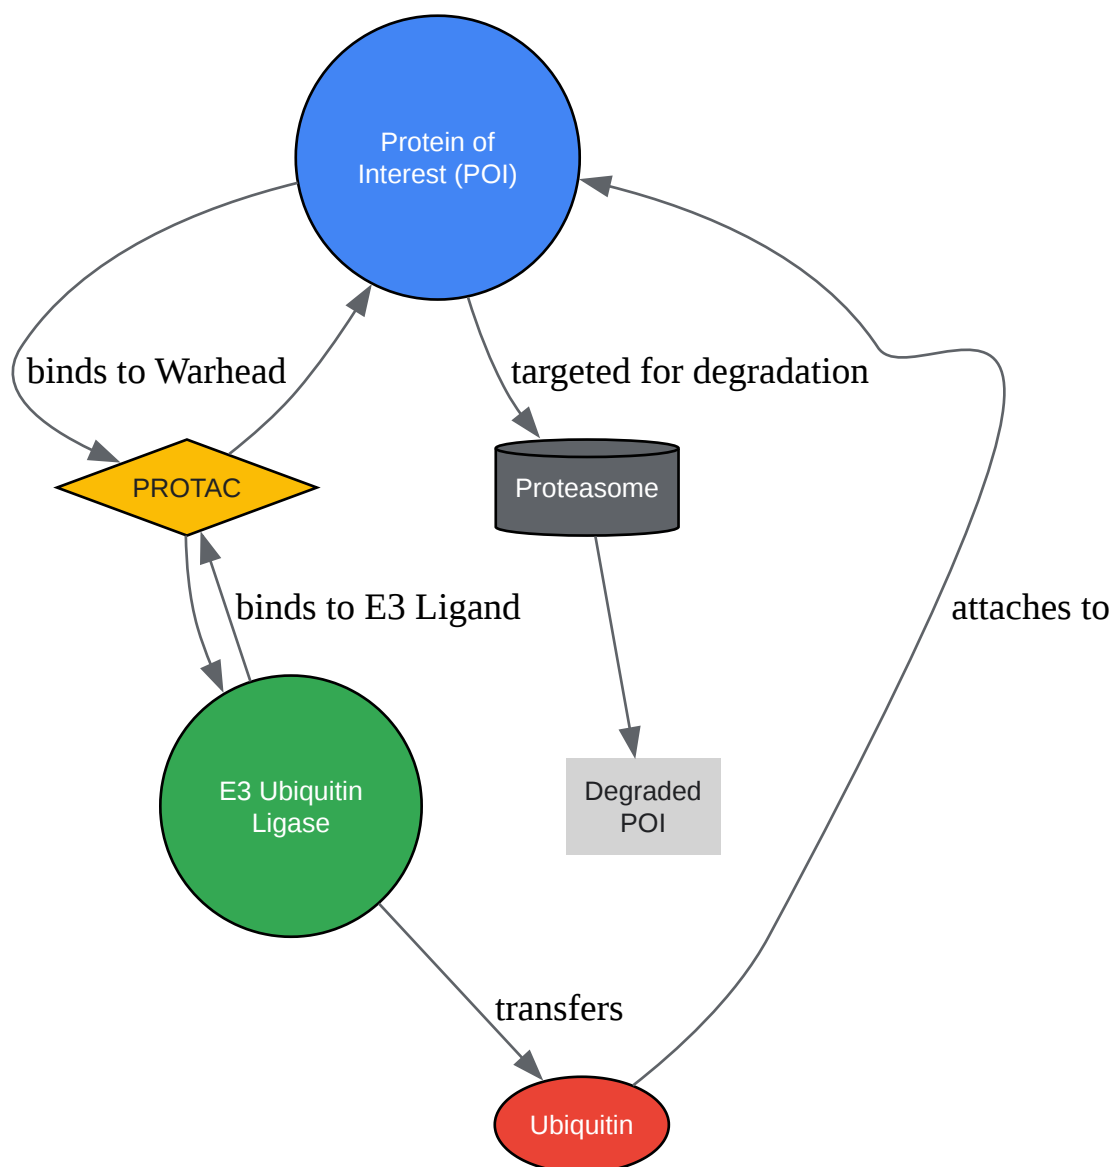 Protein of
Interest (POI)
binds to Warhead
targeted for degradation
PROTAC
Proteasome
binds to E3 Ligand
attaches to
E3 Ubiquitin
Ligase
Degraded
POI
transfers
Ubiquitin